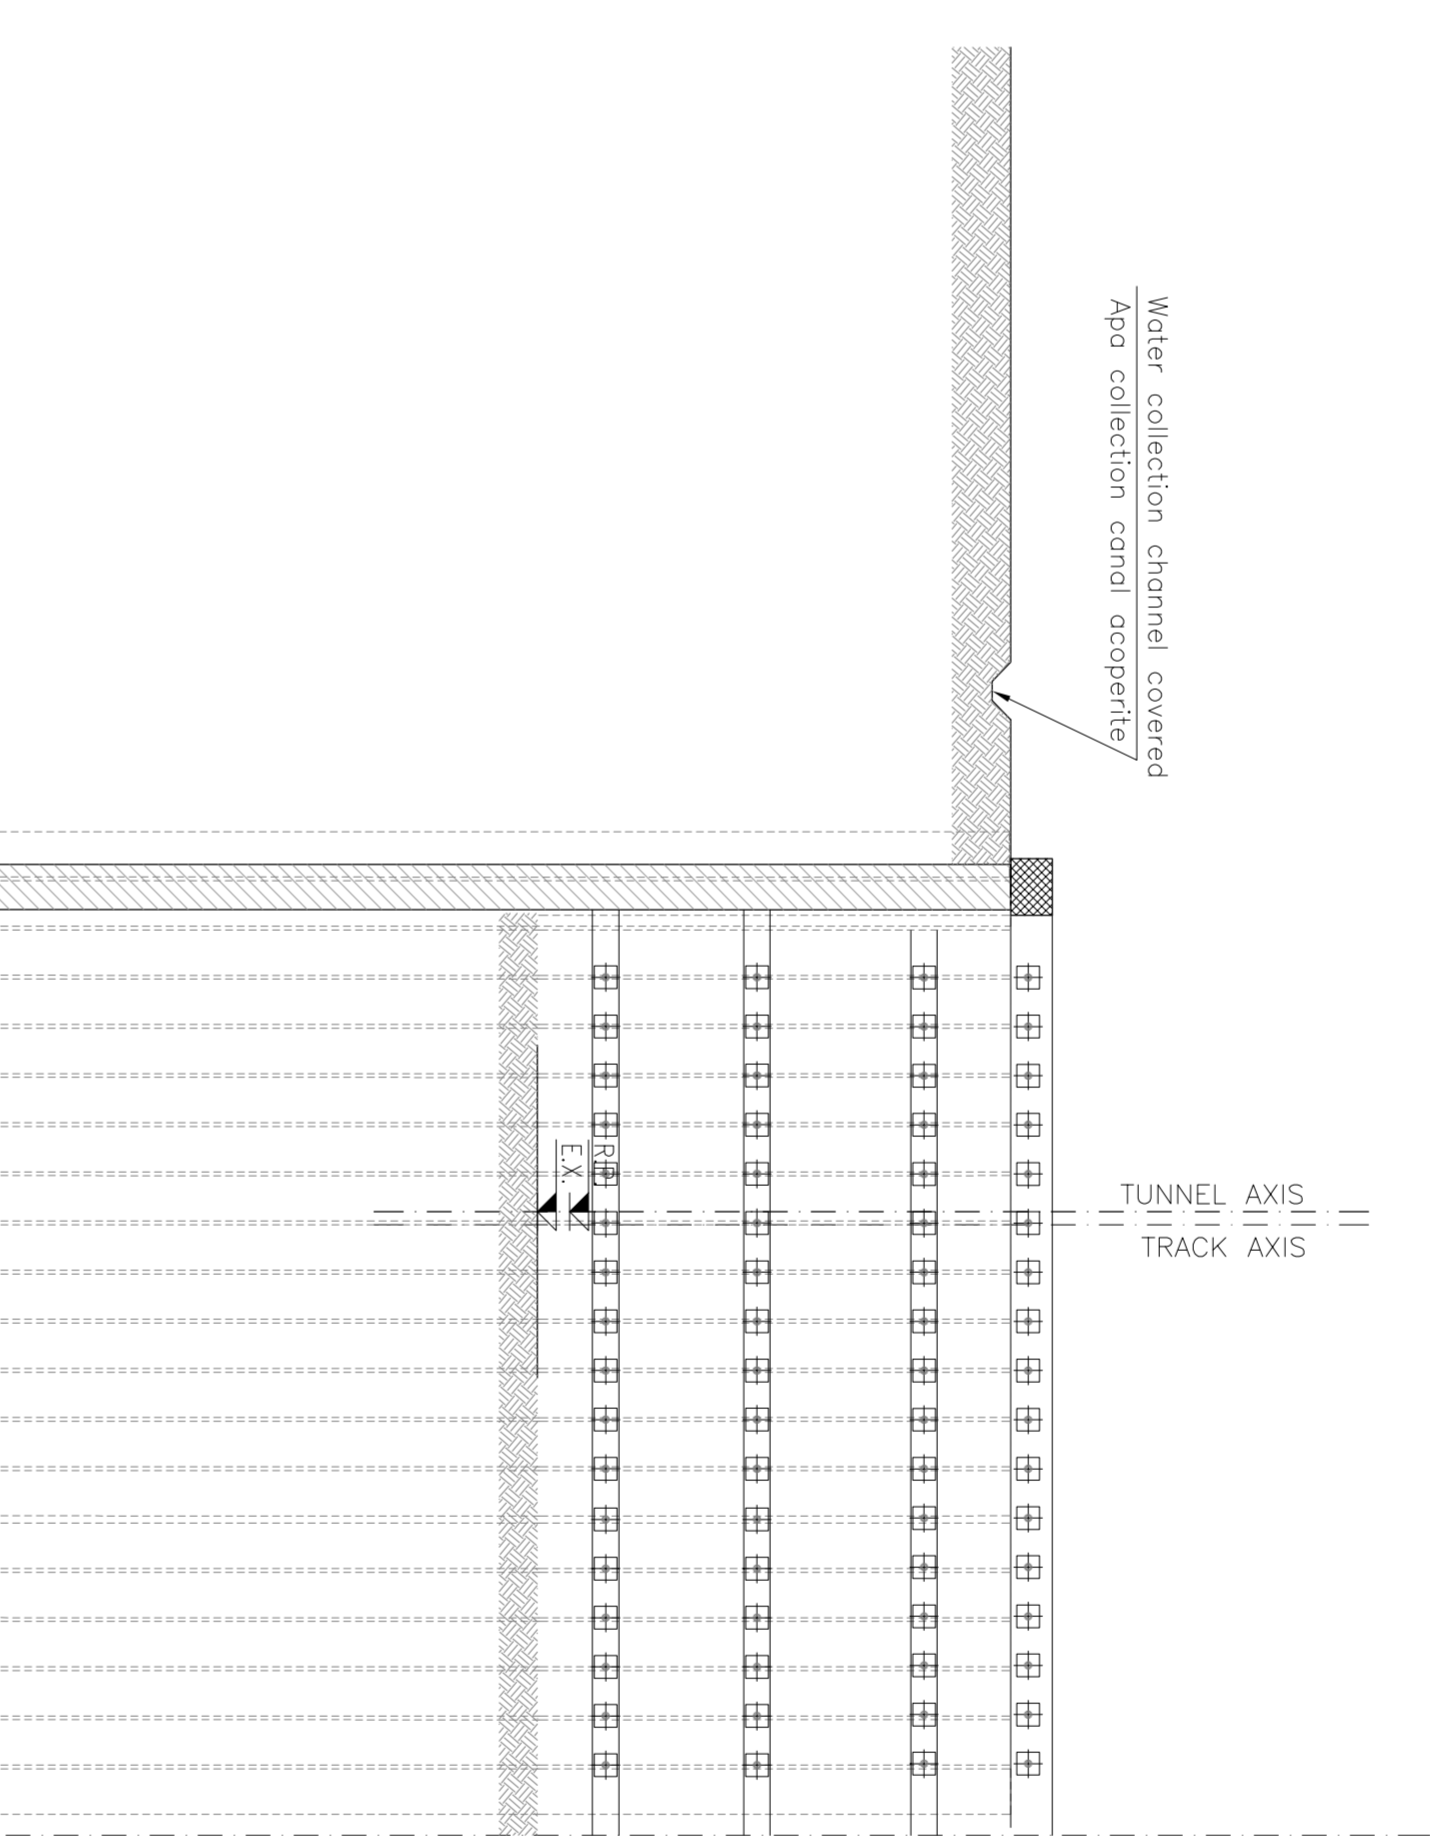 Water collection channel covered
Apa collection canal acoperite
R.P.
E.X.
TUNNEL AXIS
TRACK AXIS